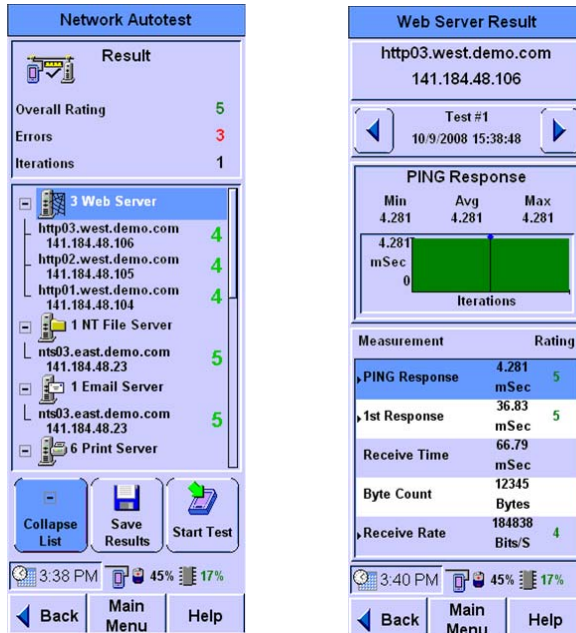 Network Autotest
Result
Overall Rating 5
Errors 3
Iterations 1
3 Web Server
http03.west.demo.com
141.184.48.106 4
http02.west.demo.com
141.184.48.105 4
http01.west.demo.com
141.184.48.104 4
1 NT File Server
nts03.east.demo.com
141.184.48.23 5
1 Email Server
nts03.east.demo.com
141.184.48.23 5
6 Print Server
Collapse List
Save Results
Start Test
3:38 PM 45% 17%
Back
Main Menu
Help
Web Server Result
http03.west.demo.com
141.184.48.106
Test #1
10/9/2008 15:38:48
PING Response
Min Avg Max
4.281 4.281 4.281
4.281
mSec
0
Iterations
Measurement Rating
PING Response 4.281 mSec 5
1st Response 36.83 mSec 5
Receive Time 66.79 mSec
Byte Count 12345 Bytes
Receive Rate 184838 Bits/S 4
3:40 PM 45% 17%
Back
Main Menu
Help